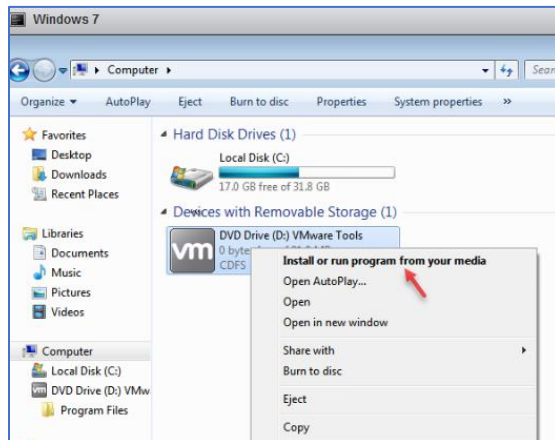 Windows 7
Computer
Sear
Organize AutoPlay Eject Burn to disc Properties System properties »
Favorites
Desktop
Downloads
Recent Places
Libraries
Documents
Music
Pictures
Videos
Computer
Local Disk (C:)
DVD Drive (D:) VMw
Program Files
Hard Disk Drives (1)
Local Disk (C:)
17.0 GB free of 31.8 GB
Devices with Removable Storage (1)
vm
DVD Drive (D:) VMware Tools
0 byte
CDFS
Install or run program from your media
Open AutoPlay...
Open
Open in new window
Share with
Burn to disc
Eject
Copy